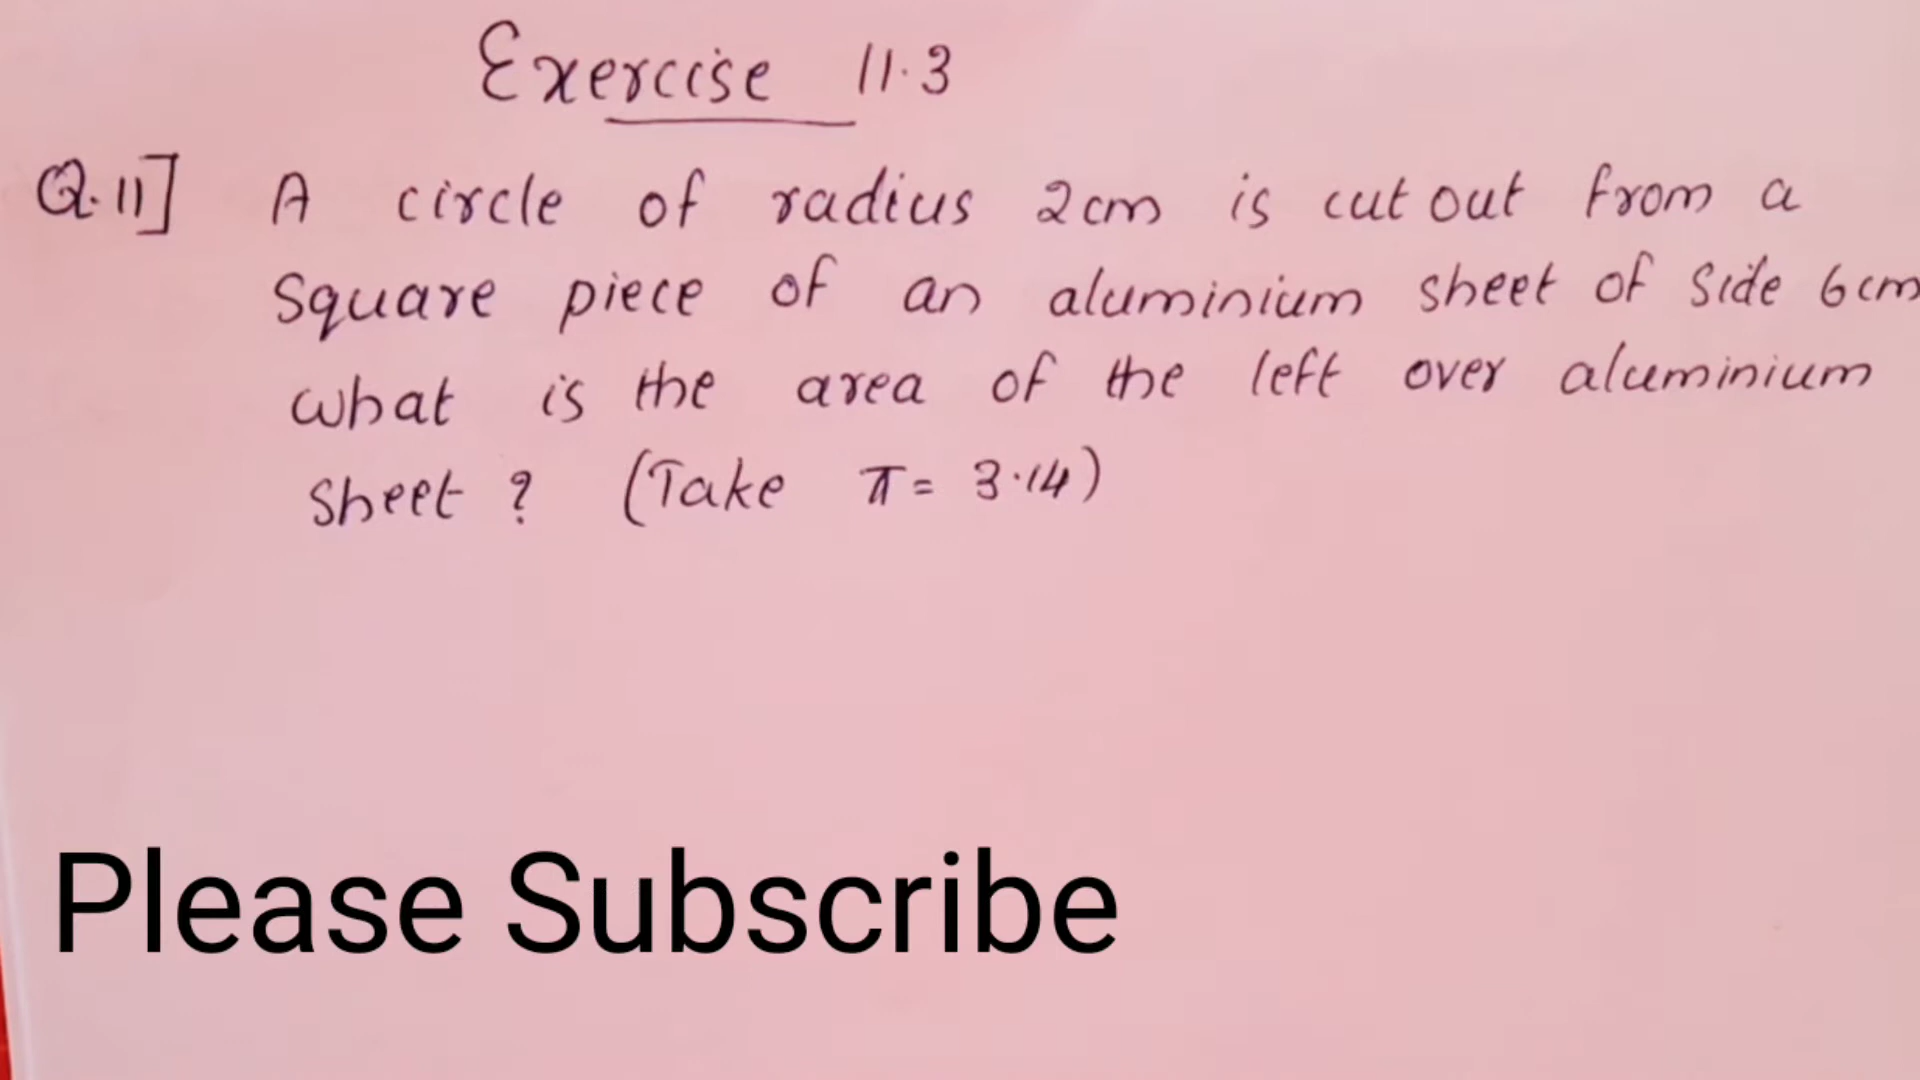 Exercise 11.3
Q.11] A circle of radius 2cm is cut out from a
Square piece of an aluminium sheet of side 6cm
what is the area of the left over aluminium
sheet ? (Take π = 3.14)
Please Subscribe